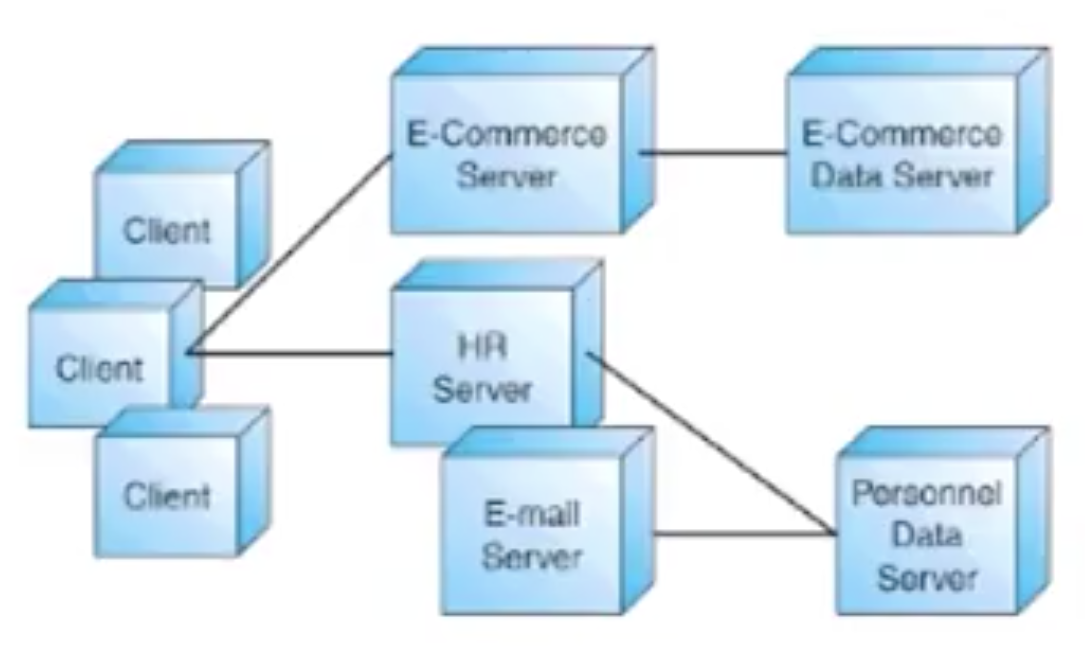 E-Commerce
Server
E-Commerce
Data Server
Client
Client
Client
HR
Server
E-mail
Server
Personnel
Data
Server